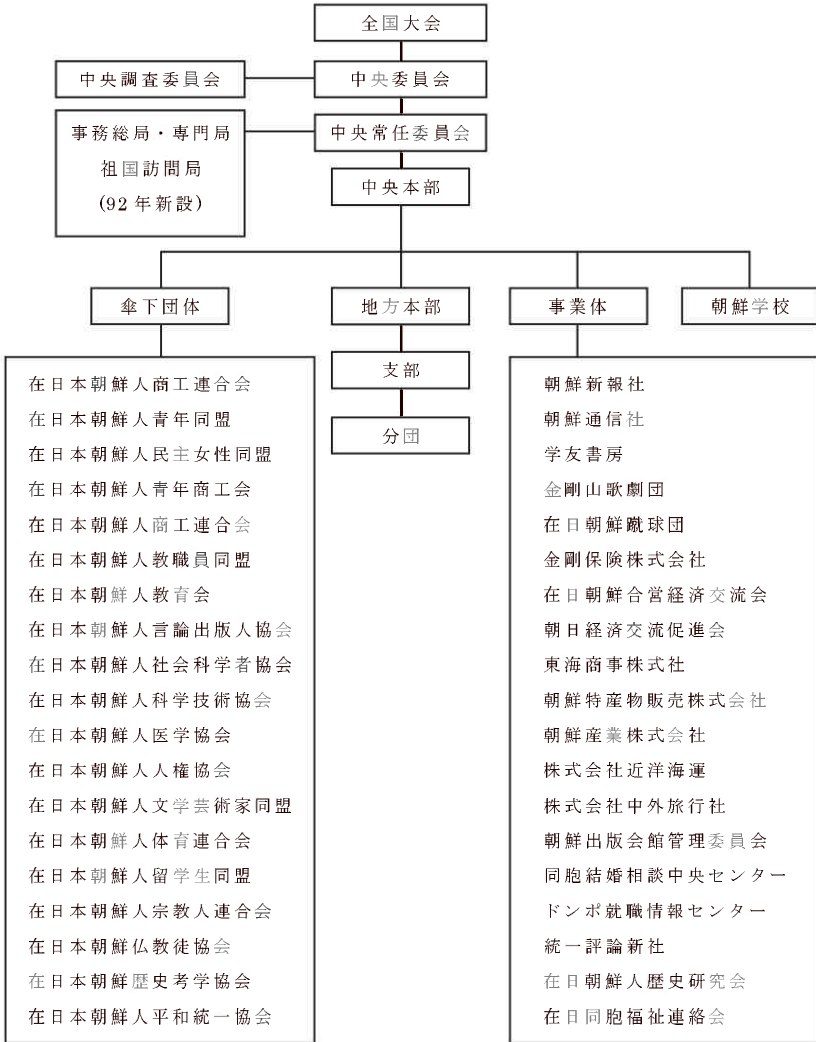 全国大会
中央調査委員会
中央委員会
事務総局・専門局
祖国訪問局
(92年新設)
中央常任委員会
中央本部
傘下団体
地方本部
事業体
朝鮮学校
支部
分団
在日本朝鮮人商工連合会
在日本朝鮮人青年同盟
在日本朝鮮人民主女性同盟
在日本朝鮮人青年商工会
在日本朝鮮人商工連合会
在日本朝鮮人教職員同盟
在日本朝鮮人教育会
在日本朝鮮人言論出版人協会
在日本朝鮮人社会科学者協会
在日本朝鮮人科学技術協会
在日本朝鮮人医学協会
在日本朝鮮人人権協会
在日本朝鮮人文学芸術家同盟
在日本朝鮮人体育連合会
在日本朝鮮人留学生同盟
在日本朝鮮人宗教人連合会
在日本朝鮮仏教徒協会
在日本朝鮮歴史考学協会
在日本朝鮮人平和統一協会
朝鮮新報社
朝鮮通信社
学友書房
金剛山歌劇団
在日朝鮮蹴球団
金剛保険株式会社
在日朝鮮合営経済交流会
朝日経済交流促進会
東海商事株式社
朝鮮特産物販売株式会社
朝鮮産業株式会社
株式会社近洋海運
株式会社中外旅行社
朝鮮出版会館管理委員会
同胞結婚相談中央センター
ドンポ就職情報センター
統一評論新社
在日朝鮮人歴史研究会
在日同胞福祉連絡会